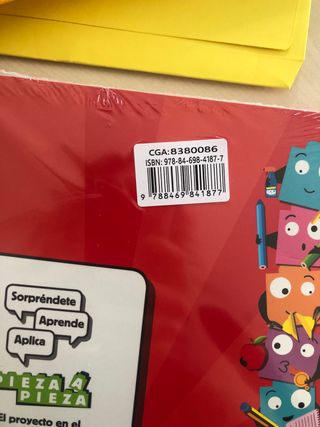 CGA: 8380086
ISBN: 978-84-698-4187-7
9 788469 841877
Sorpréndete
Aprende
Aplica
PIEZA A
PIEZA
El proyecto en el